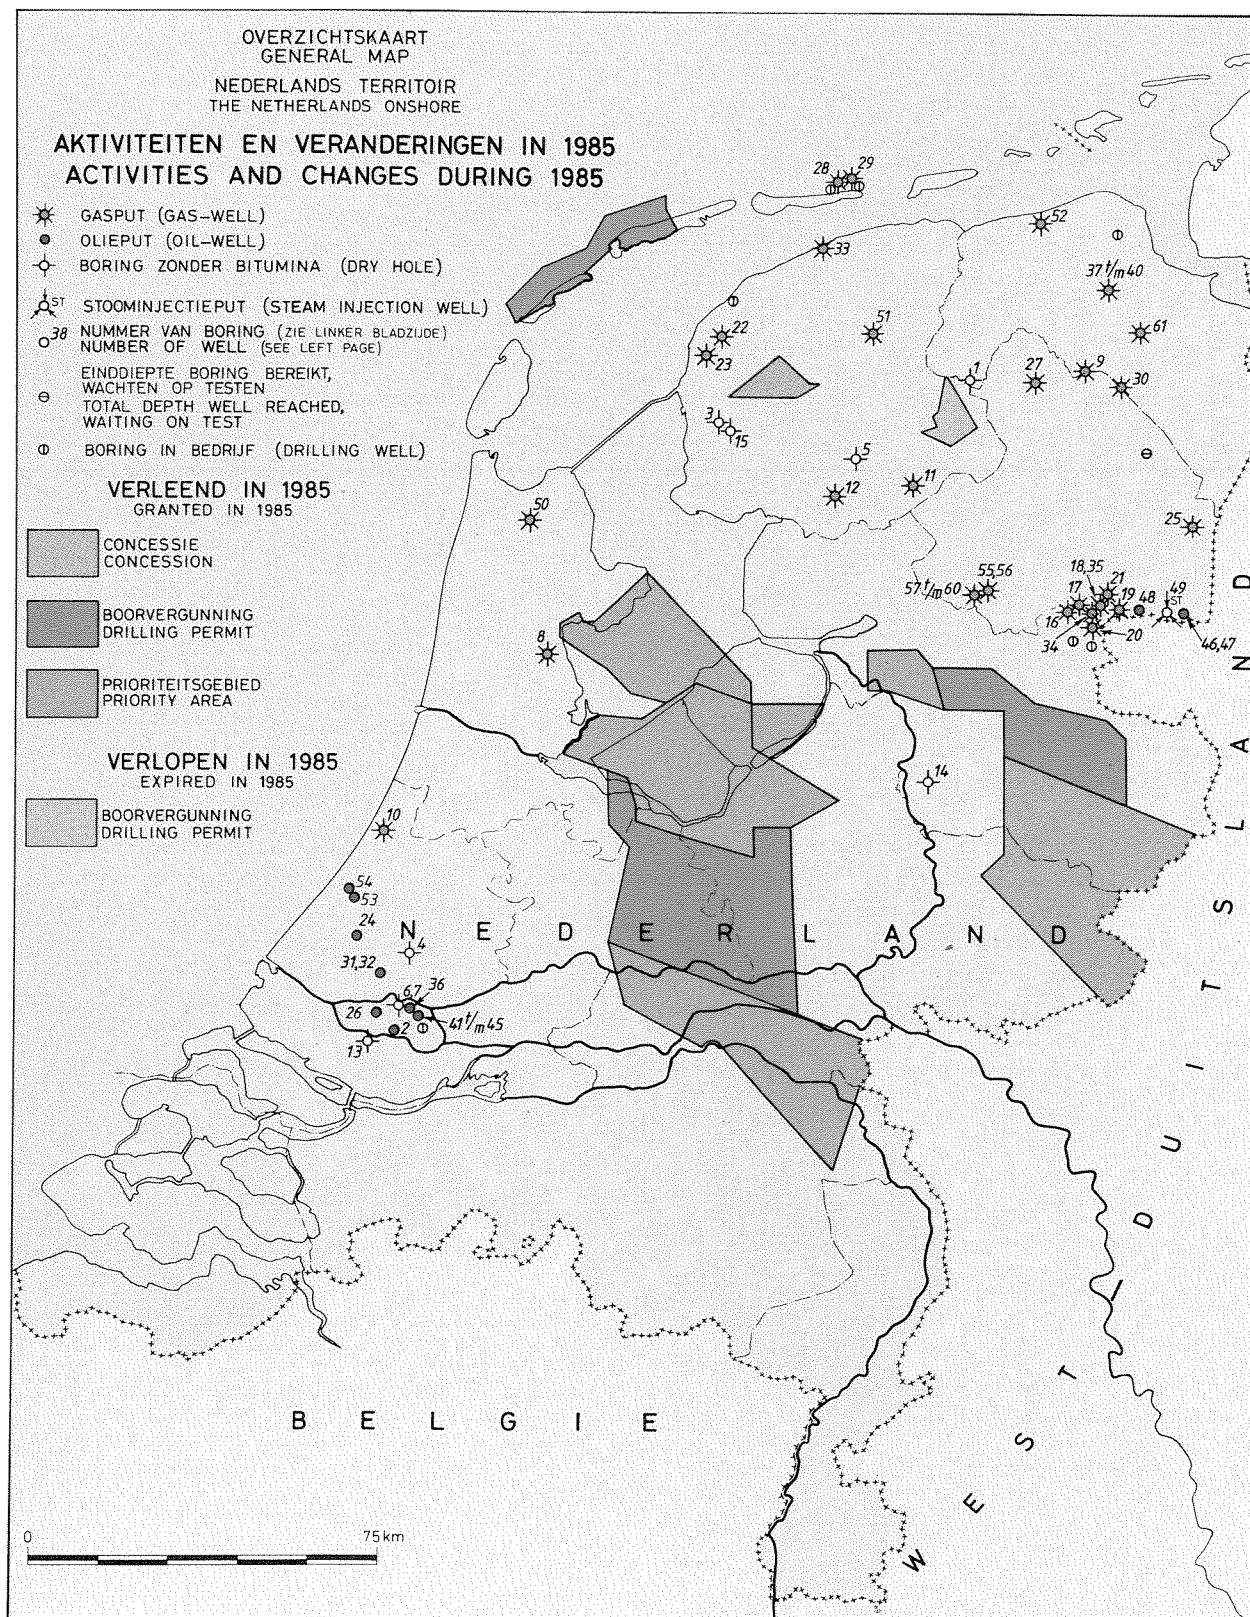 OVERZICHTSKAART
GENERAL MAP
NEDERLANDS TERRITOIR
THE NETHERLANDS ONSHORE
AKTIVITEITEN EN VERANDERINGEN IN 1985
ACTIVITIES AND CHANGES DURING 1985
GASPUT (GAS-WELL)
OLIEPUT (OIL-WELL)
BORING ZONDER BITUMINA (DRY HOLE)
ST STOOMINJECTIEPUT (STEAM INJECTION WELL)
38 NUMMER VAN BORING (ZIE LINKER BLADZIJDE)
NUMBER OF WELL (SEE LEFT PAGE)
EINDDIEPTE BORING BEREIKT,
WACHTEN OP TESTEN
TOTAL DEPTH WELL REACHED,
WAITING ON TEST
BORING IN BEDRIJF (DRILLING WELL)
VERLEEND IN 1985
GRANTED IN 1985
CONCESSIE
CONCESSION
BOORVERGUNNING
DRILLING PERMIT
PRIORITEITSGEBIED
PRIORITY AREA
VERLOPEN IN 1985
EXPIRED IN 1985
BOORVERGUNNING
DRILLING PERMIT
28 29
52
33
37 t/m 40
51
61
22
23
1
27
9
30
3
15
5
11
12
50
25
55,56
57 t/m 60
18,35
21
17
19
48
49
ST
16
34
20
46,47
8
14
10
54
53
24
4
31,32
6,7
36
26
2
41 t/m 45
13
NEDERLAND
BELGIE
WEST-DUITSLAND
0 75 km